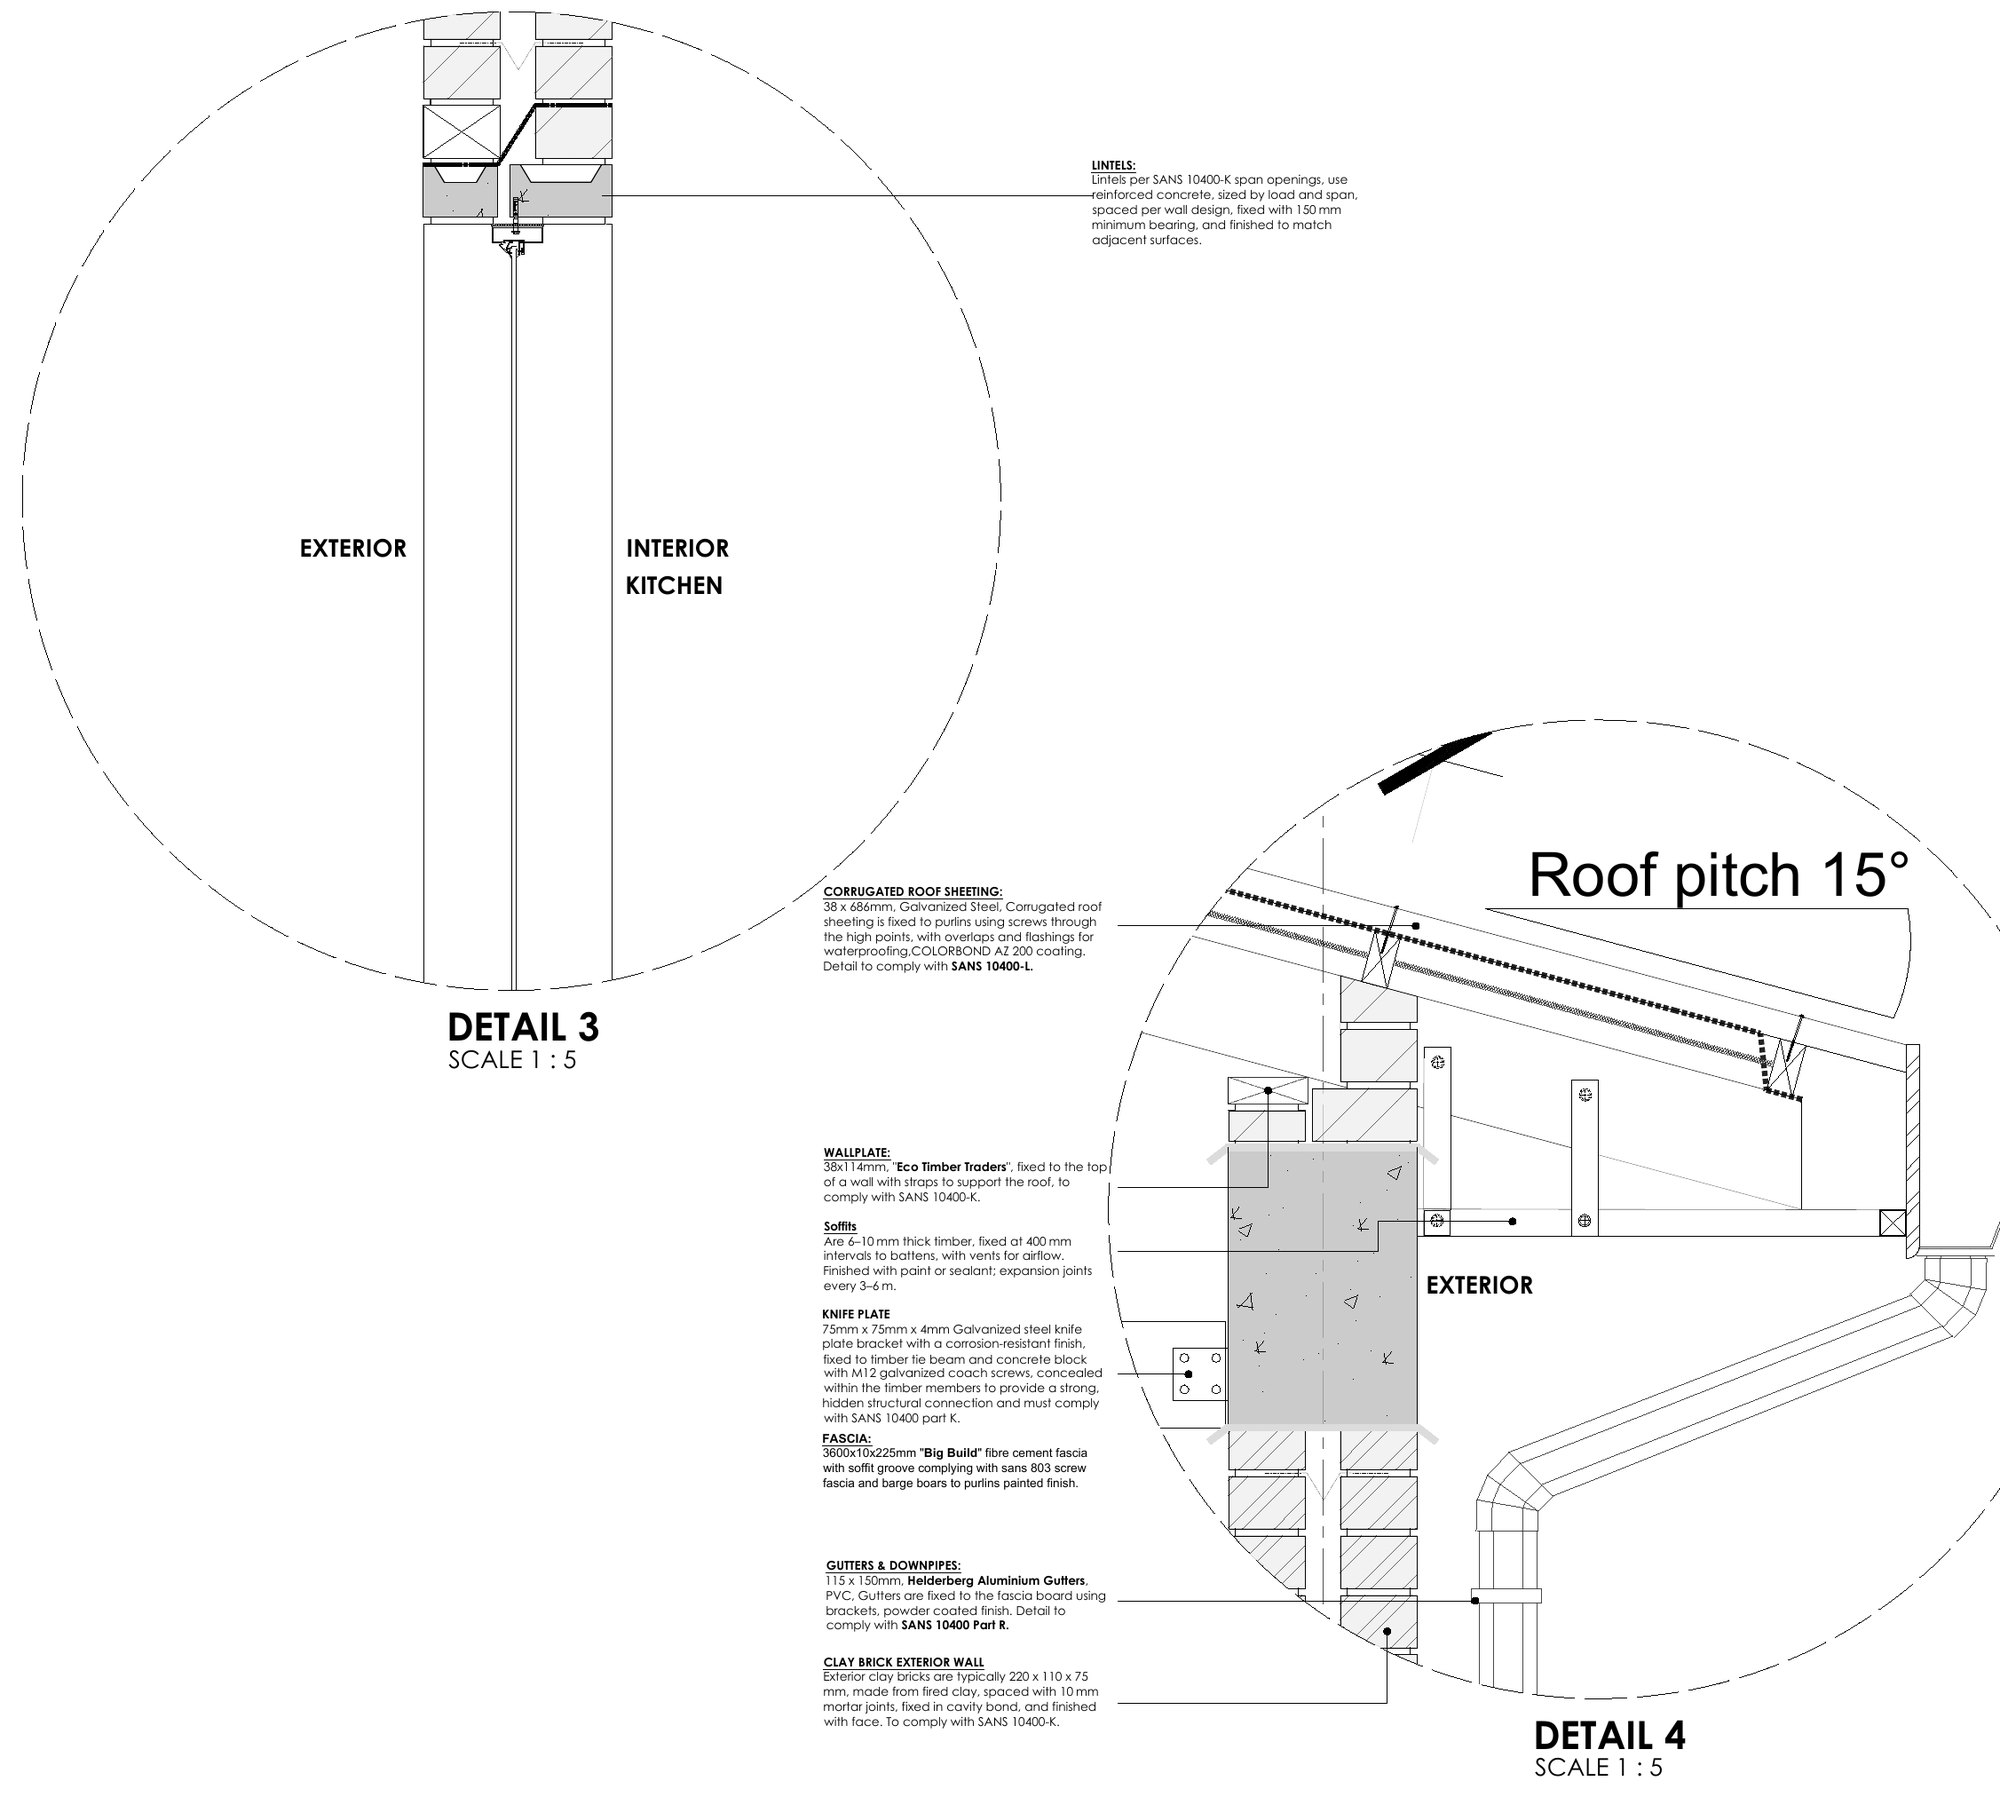 LINTELS:
Lintels per SANS 10400-K span openings, use
reinforced concrete, sized by load and span,
spaced per wall design, fixed with 150 mm
minimum bearing, and finished to match
adjacent surfaces.
EXTERIOR
INTERIOR
KITCHEN
DETAIL 3
SCALE 1 : 5
Roof pitch 15°
CORRUGATED ROOF SHEETING:
38 x 686mm, Galvanized Steel, Corrugated roof
sheeting is fixed to purlins using screws through
the high points, with overlaps and flashings for
waterproofing,COLORBOND AZ 200 coating.
Detail to comply with SANS 10400-L.
WALLPLATE:
38x114mm, "Eco Timber Traders", fixed to the top
of a wall with straps to support the roof, to
comply with SANS 10400-K.
Soffits
Are 6–10 mm thick timber, fixed at 400 mm
intervals to battens, with vents for airflow.
Finished with paint or sealant; expansion joints
every 3–6 m.
EXTERIOR
KNIFE PLATE
75mm x 75mm x 4mm Galvanized steel knife
plate bracket with a corrosion-resistant finish,
fixed to timber tie beam and concrete block
with M12 galvanized coach screws, concealed
within the timber members to provide a strong,
hidden structural connection and must comply
with SANS 10400 part K.
FASCIA:
3600x10x225mm "Big Build" fibre cement fascia
with soffit groove complying with sans 803 screw
fascia and barge boars to purlins painted finish.
GUTTERS & DOWNPIPES:
115 x 150mm, Helderberg Aluminium Gutters,
PVC, Gutters are fixed to the fascia board using
brackets, powder coated finish. Detail to
comply with SANS 10400 Part R.
CLAY BRICK EXTERIOR WALL
Exterior clay bricks are typically 220 x 110 x 75
mm, made from fired clay, spaced with 10 mm
mortar joints, fixed in cavity bond, and finished
with face. To comply with SANS 10400-K.
DETAIL 4
SCALE 1 : 5